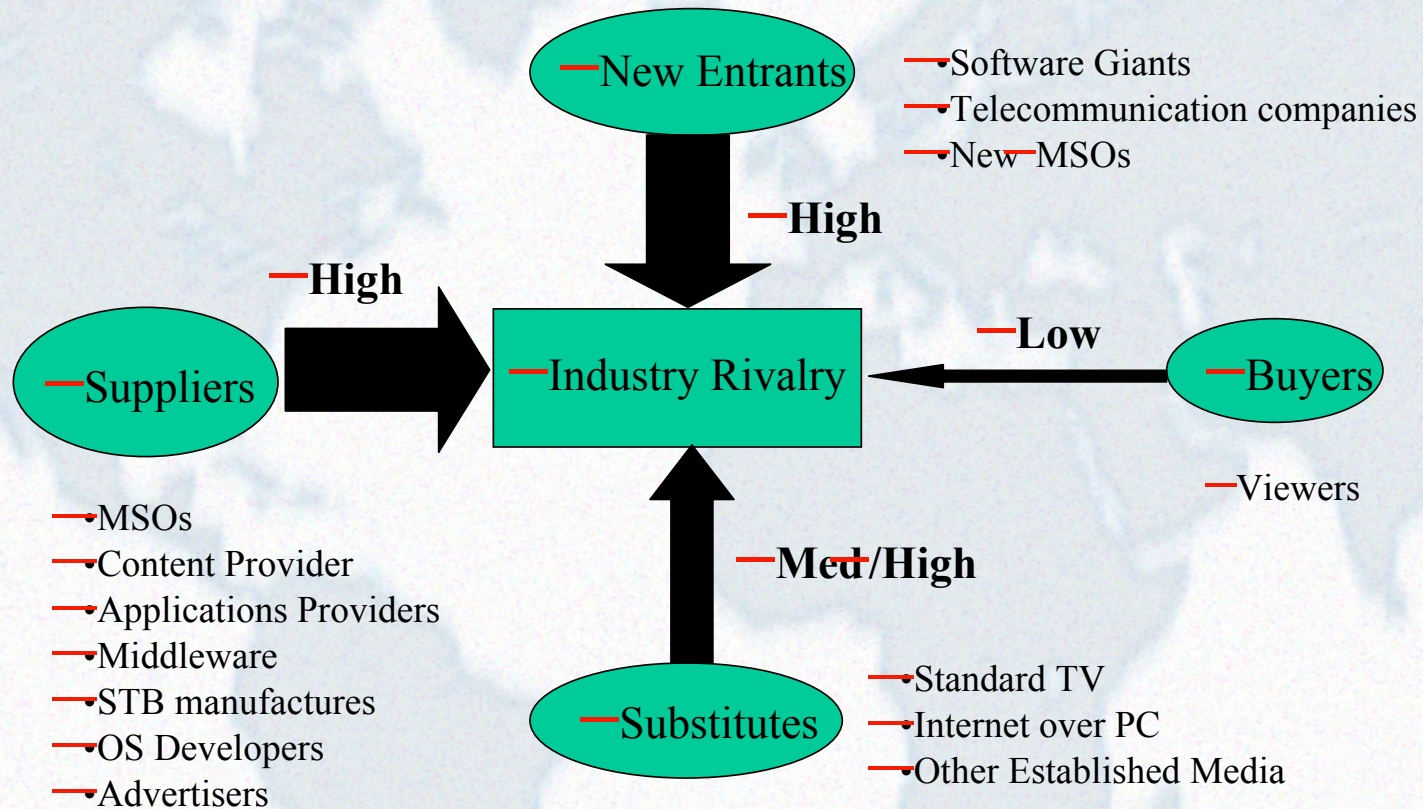 New Entrants
•Software Giants
•Telecommunication companies
•New MSOs
High
High
Suppliers
Industry Rivalry
Low
Buyers
Viewers
•MSOs
•Content Provider
•Applications Providers
•Middleware
•STB manufactures
•OS Developers
•Advertisers
Med/High
Substitutes
•Standard TV
•Internet over PC
•Other Established Media